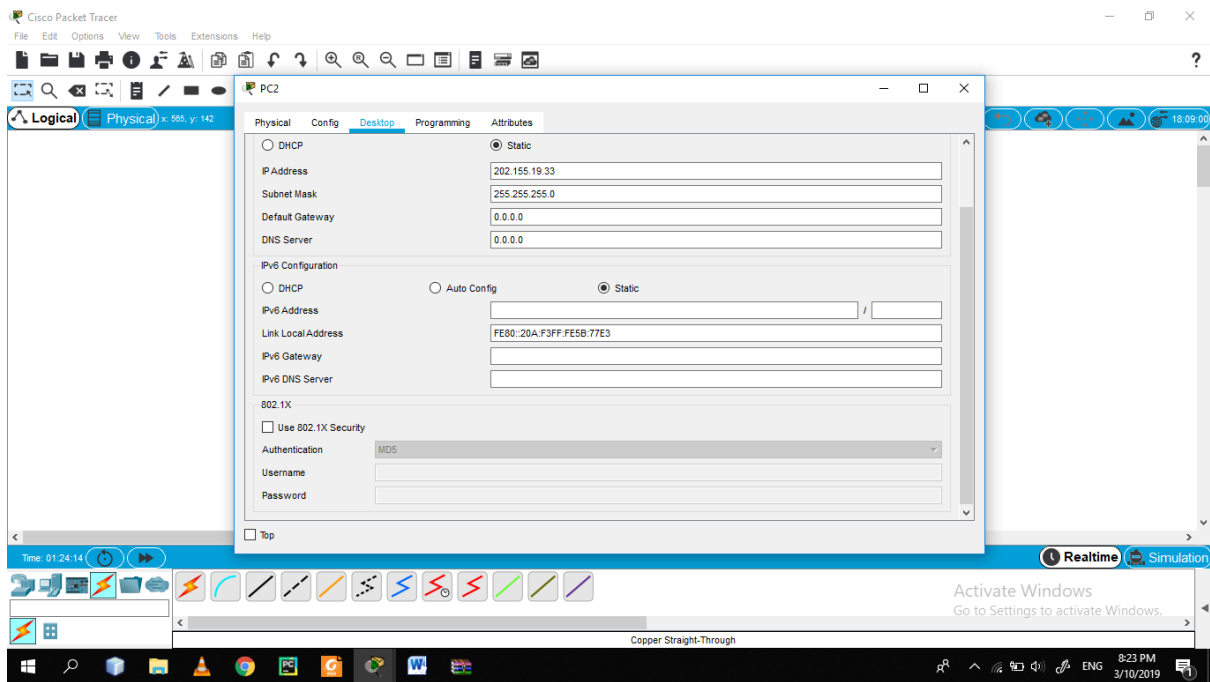 Cisco Packet Tracer
File Edit Options View Tools Extensions Help
?
PC2
Logical Physical x: 565, y: 142 18:09:00
Physical Config Desktop Programming Attributes
DHCP Static
IP Address 202.155.19.33
Subnet Mask 255.255.255.0
Default Gateway 0.0.0.0
DNS Server 0.0.0.0
IPv6 Configuration
DHCP Auto Config Static
IPv6 Address /
Link Local Address FE80::20A:F3FF:FE5B:77E3
IPv6 Gateway
IPv6 DNS Server
802.1X
Use 802.1X Security
Authentication MD5
Username
Password
Top
Time: 01:24:14 Realtime Simulation
Activate Windows
Go to Settings to activate Windows.
Copper Straight-Through
ENG 8:23 PM
3/10/2019